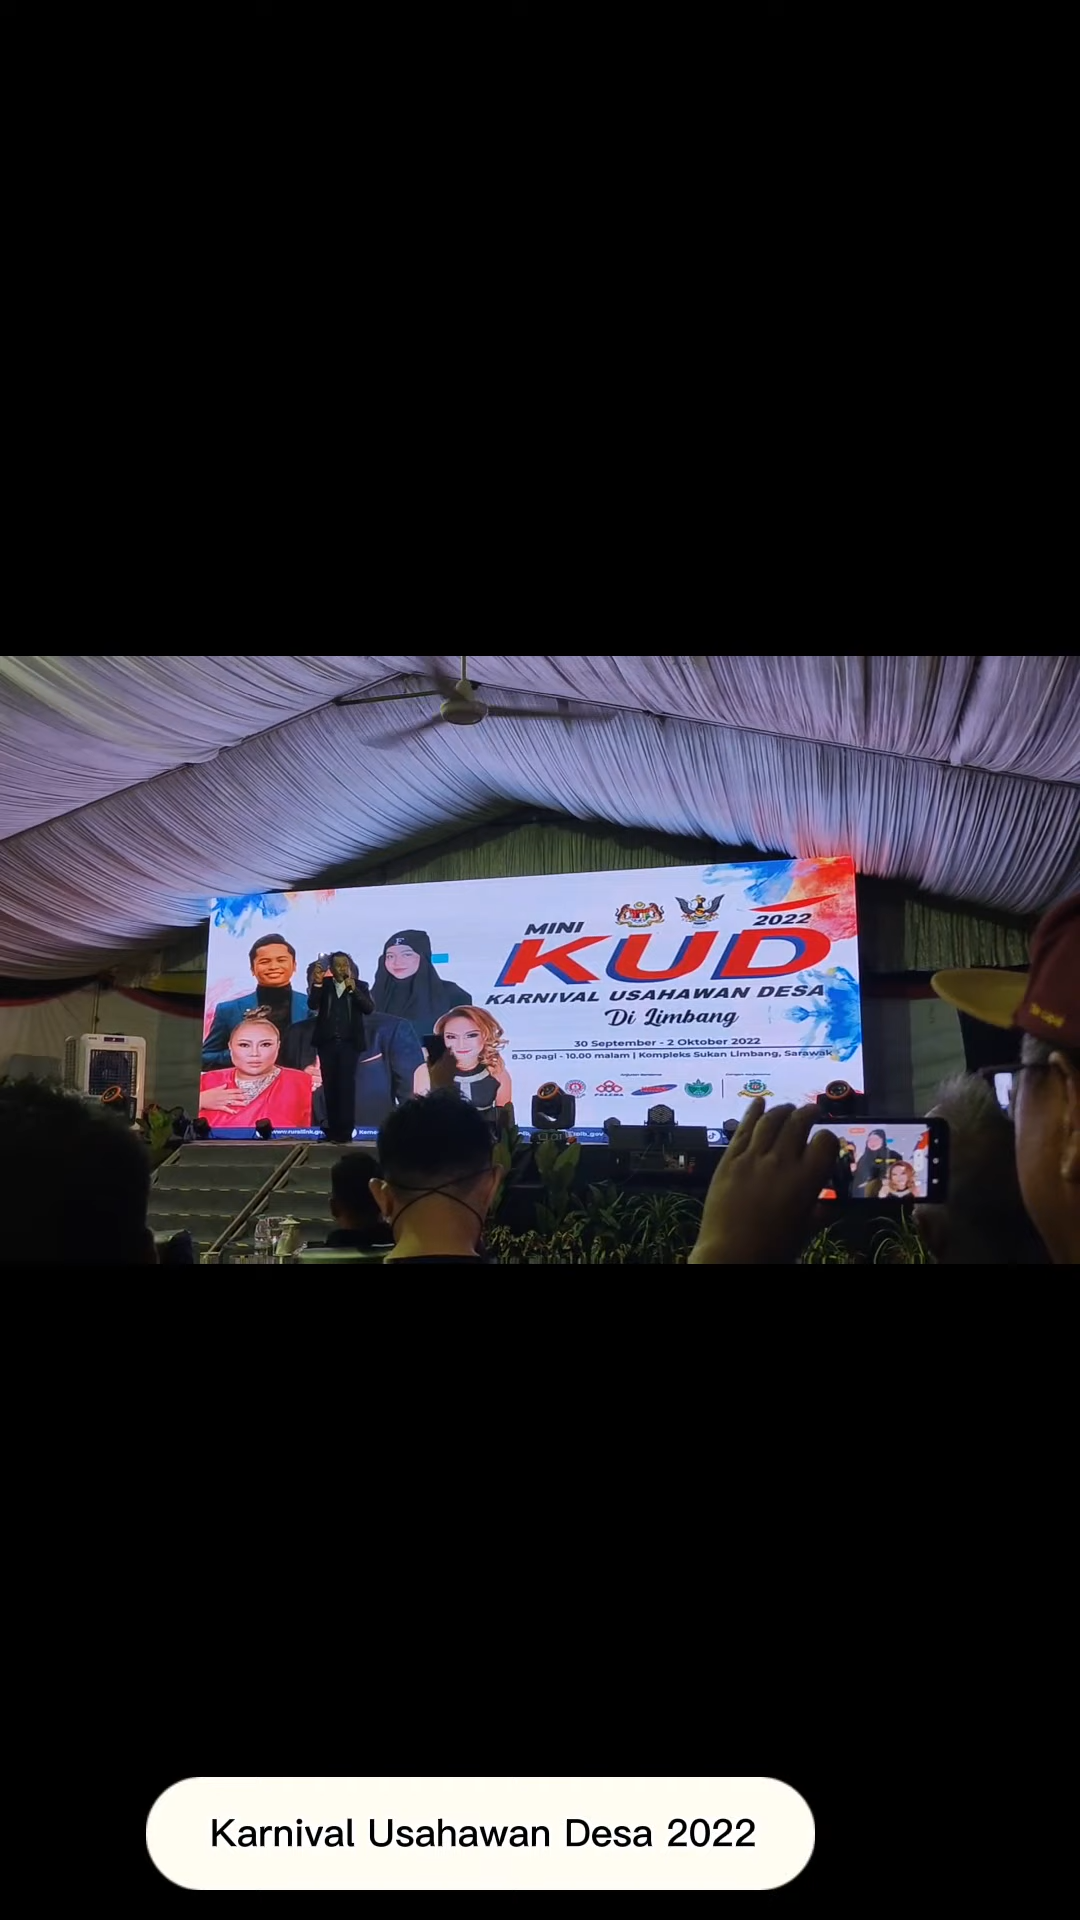 MINI
2022
KUD
KARNIVAL USAHAWAN DESA
Di Limbang
30 September - 2 Oktober 2022
8.30 pagi - 10.00 malam | Kompleks Sukan Limbang, Sarawak
F
Karnival Usahawan Desa 2022